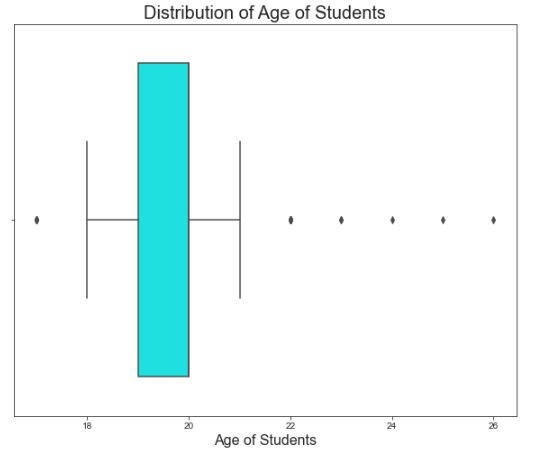 Distribution of Age of Students
18 20 22 24 26
Age of Students